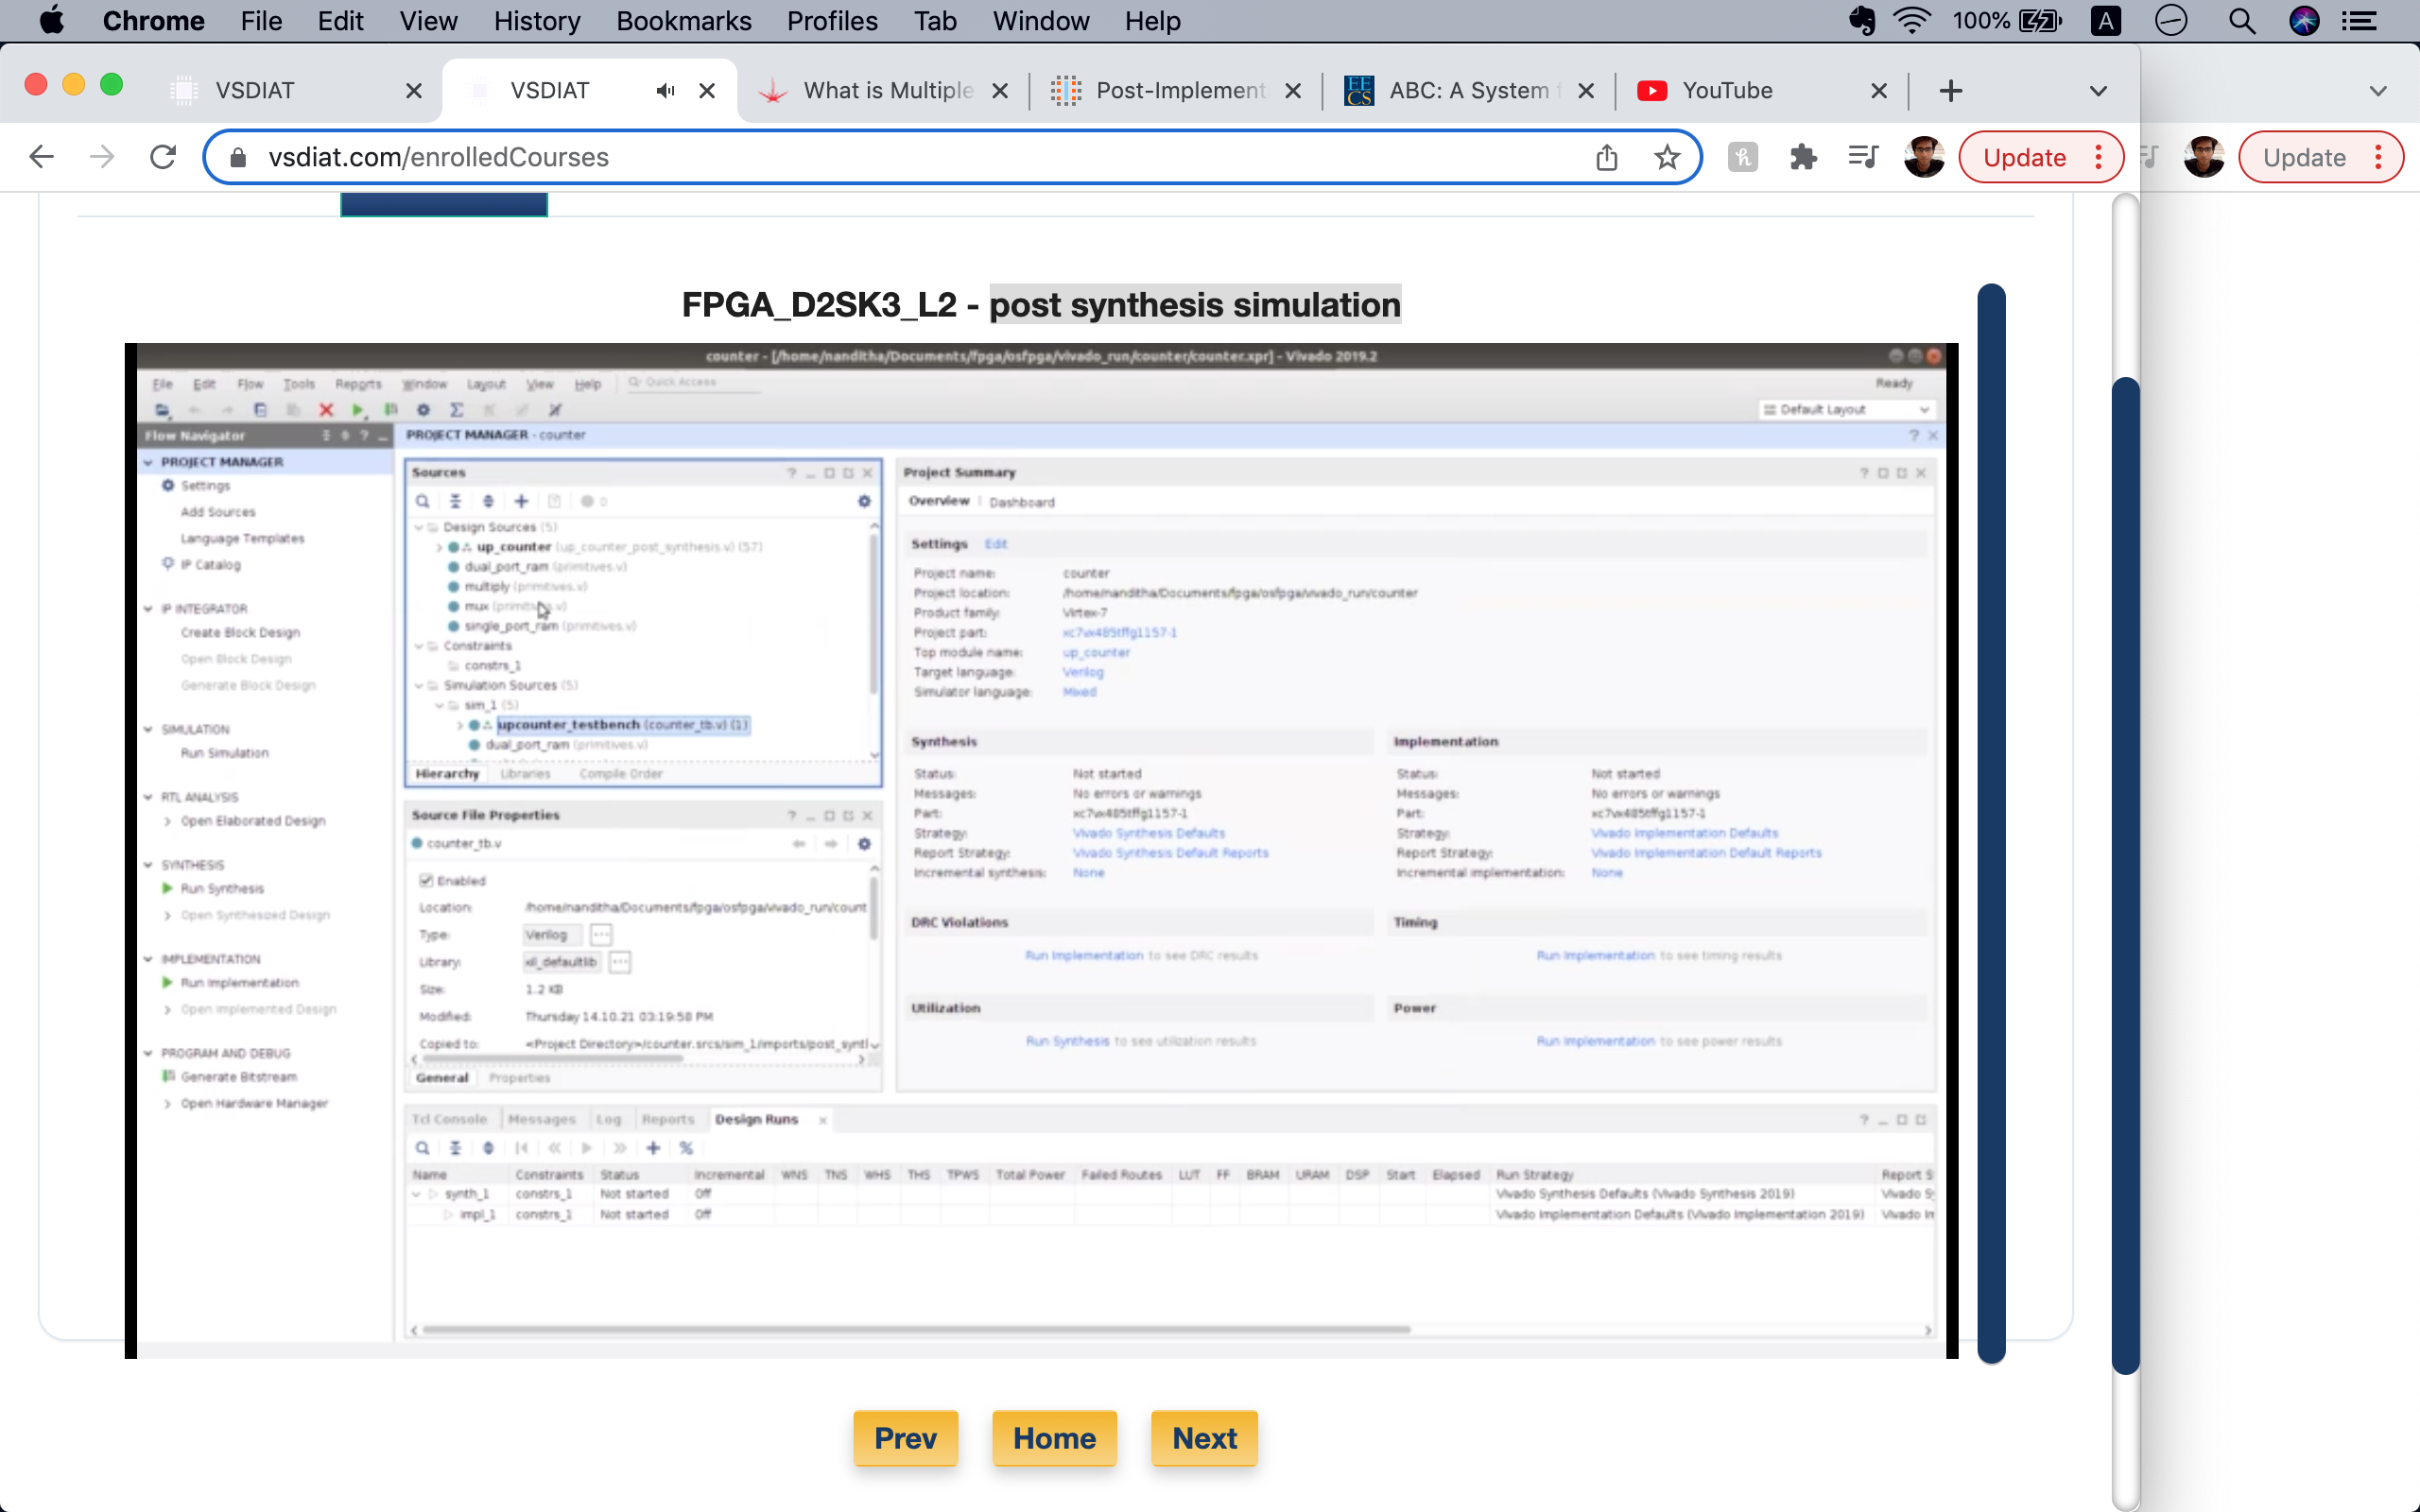 Chrome File Edit View History Bookmarks Profiles Tab Window Help 100% A
VSDIAT VSDIAT What is Multiple Post-Implement EECS ABC: A System f YouTube
vsdiat.com/enrolledCourses Update Update
FPGA_D2SK3_L2 - post synthesis simulation
counter - [/home/nanditha/Documents/fpga/osfpga/vivado_run/counter/counter.xpr] - Vivado 2019.2
File Edit Flow Tools Reports Window Layout View Help Quick Access Ready
Default Layout
Flow Navigator
PROJECT MANAGER
Settings
Add Sources
Language Templates
IP Catalog
IP INTEGRATOR
Create Block Design
Open Block Design
Generate Block Design
SIMULATION
Run Simulation
RTL ANALYSIS
Open Elaborated Design
SYNTHESIS
Run Synthesis
Open Synthesized Design
IMPLEMENTATION
Run Implementation
Open Implemented Design
PROGRAM AND DEBUG
Generate Bitstream
Open Hardware Manager
PROJECT MANAGER - counter
Sources
0
Design Sources (5)
up_counter (up_counter_post_synthesis.v) (57)
dual_port_ram (primitives.v)
multiply (primitives.v)
mux (primitives.v)
single_port_ram (primitives.v)
Constraints
constrs_1
Simulation Sources (5)
sim_1 (5)
upcounter_testbench (counter_tb.v) (1)
dual_port_ram (primitives.v)
Hierarchy Libraries Compile Order
Source File Properties
counter_tb.v
Enabled
Location: /home/nanditha/Documents/fpga/osfpga/vivado_run/count
Type: Verilog
Library: xil_defaultlib
Size: 1.2 KB
Modified: Thursday 14.10.21 03:19:58 PM
Copied to: <Project Directory>/counter.srcs/sim_1/imports/post_synt
General Properties
Project Summary
Overview Dashboard
Settings Edit
Project name: counter
Project location: /home/nanditha/Documents/fpga/osfpga/vivado_run/counter
Product family: Virtex-7
Project part: xc7vx485tffg1157-1
Top module name: up_counter
Target language: Verilog
Simulator language: Mixed
Synthesis
Status: Not started
Messages: No errors or warnings
Part: xc7vx485tffg1157-1
Strategy: Vivado Synthesis Defaults
Report Strategy: Vivado Synthesis Default Reports
Incremental synthesis: None
Implementation
Status: Not started
Messages: No errors or warnings
Part: xc7vx485tffg1157-1
Strategy: Vivado Implementation Defaults
Report Strategy: Vivado Implementation Default Reports
Incremental implementation: None
DRC Violations
Run Implementation to see DRC results
Timing
Run Implementation to see timing results
Utilization
Run Synthesis to see utilization results
Power
Run Implementation to see power results
Tcl Console Messages Log Reports Design Runs
Name Constraints Status Incremental WNS TNS WHS THS TPWS Total Power Failed Routes LUT FF BRAM URAM DSP Start Elapsed Run Strategy Report S
synth_1 constrs_1 Not started Off Vivado Synthesis Defaults (Vivado Synthesis 2019) Vivado Sy
impl_1 constrs_1 Not started Off Vivado Implementation Defaults (Vivado Implementation 2019) Vivado Im
Prev Home Next